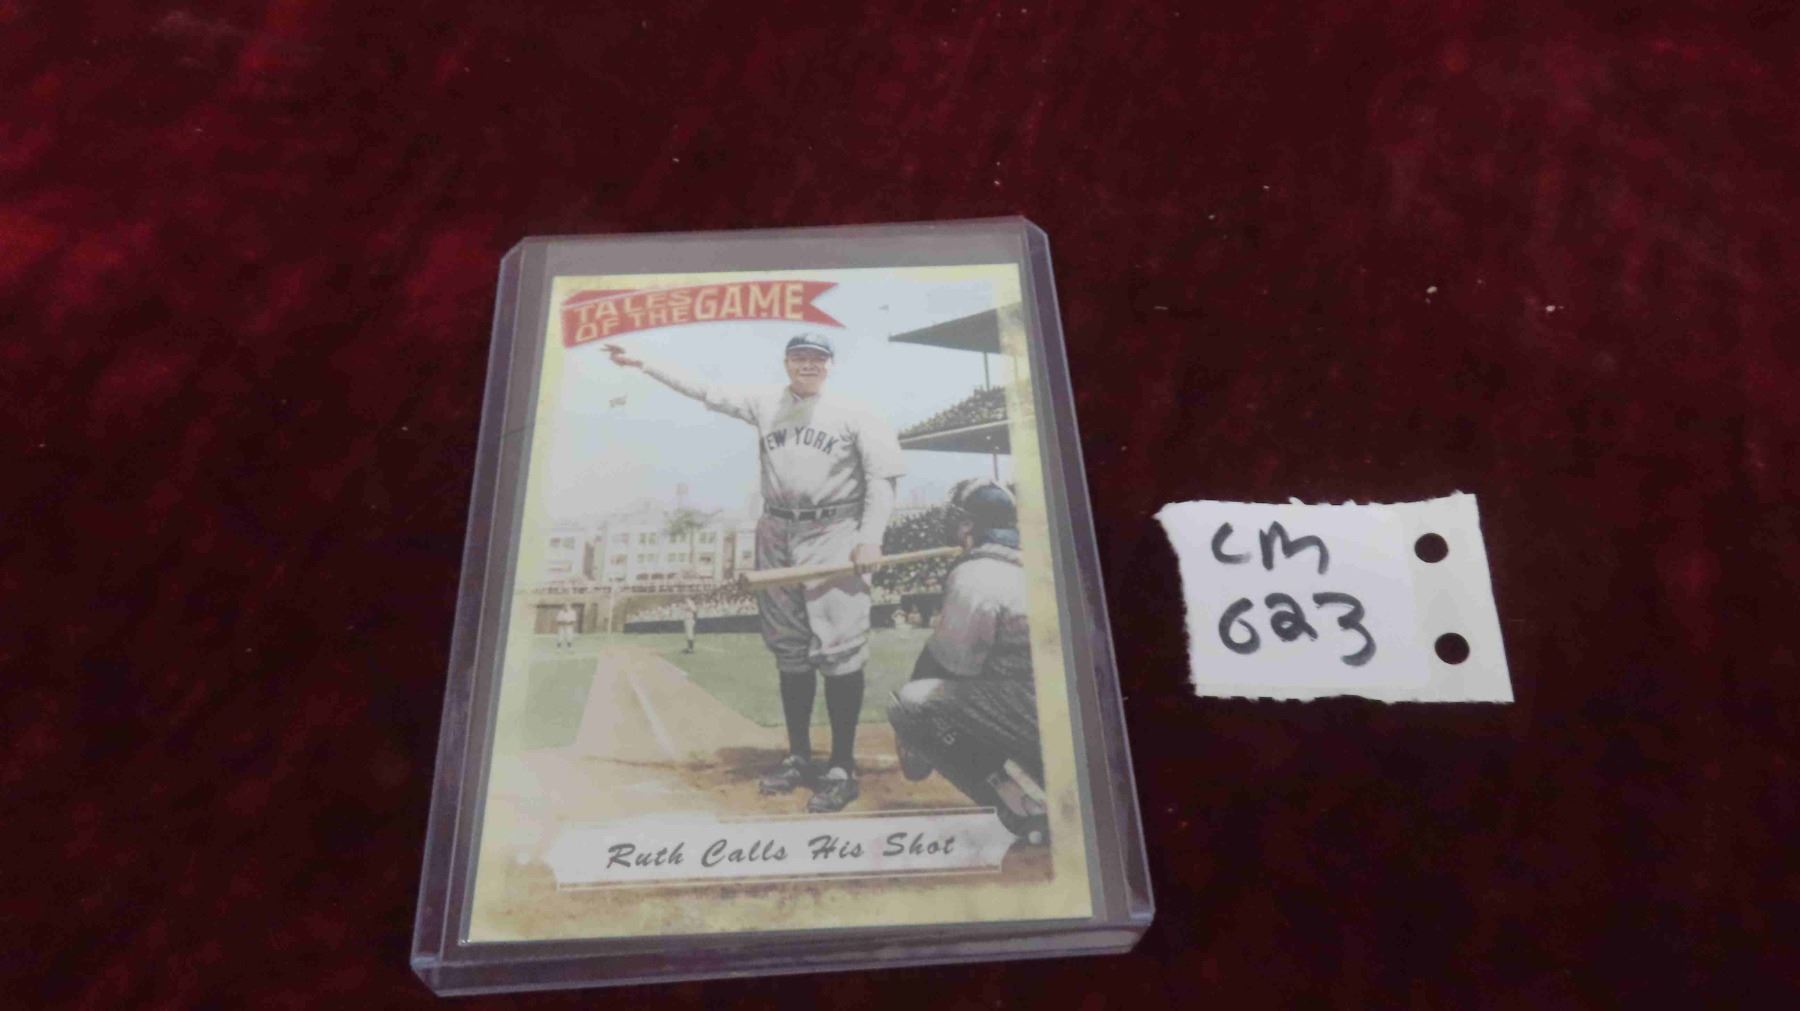 TALES
OF THE GAME
NEW YORK
Ruth Calls His Shot
CM
023